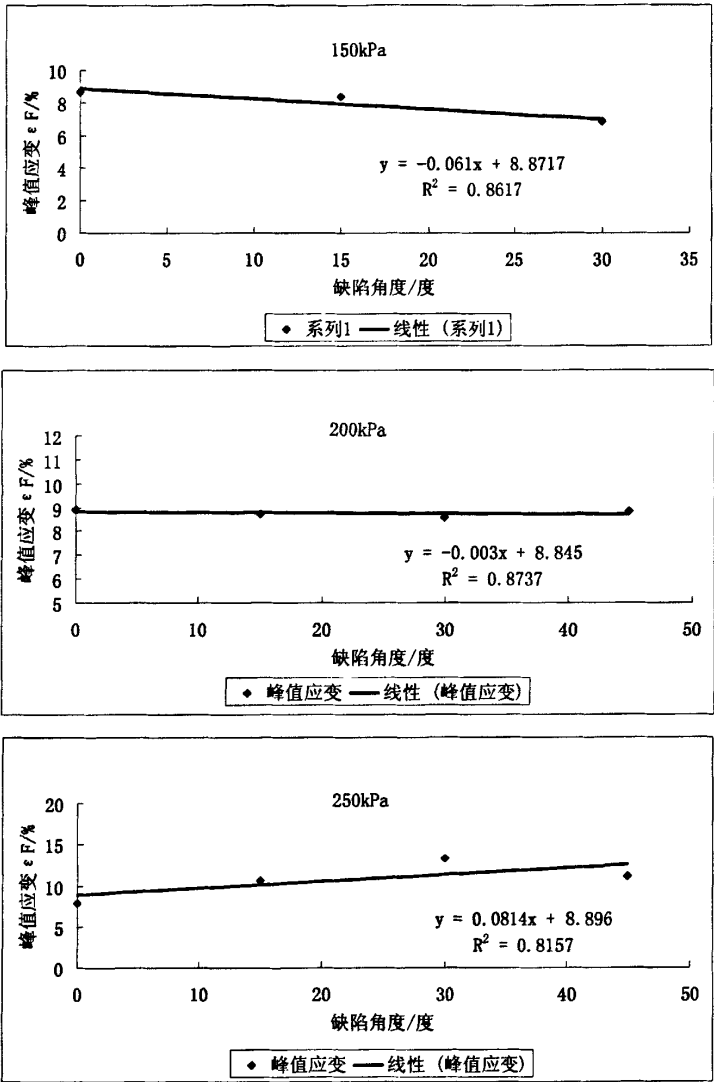 150kPa
峰值应变 ε F/%
10
8
6
4
2
0
y = -0.061x + 8.8717
R² = 0.8617
0 5 10 15 20 25 30 35
缺陷角度/度
系列1 线性 (系列1)
200kPa
峰值应变 ε F/%
12
11
10
9
8
7
6
5
y = -0.003x + 8.845
R² = 0.8737
0 10 20 30 40 50
缺陷角度/度
峰值应变 线性 (峰值应变)
250kPa
峰值应变 ε F/%
20
15
10
5
0
y = 0.0814x + 8.896
R² = 0.8157
0 10 20 30 40 50
缺陷角度/度
峰值应变 线性 (峰值应变)